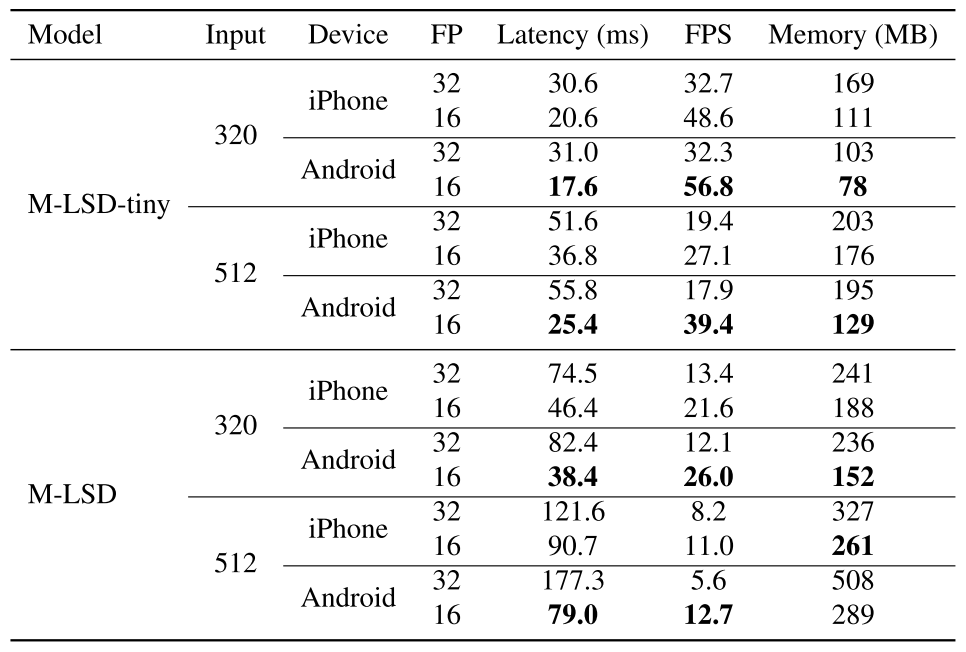 Model Input Device FP Latency (ms) FPS Memory (MB)
M-LSD-tiny 320 iPhone 32 30.6 32.7 169
16 20.6 48.6 111
Android 32 31.0 32.3 103
16 17.6 56.8 78
512 iPhone 32 51.6 19.4 203
16 36.8 27.1 176
Android 32 55.8 17.9 195
16 25.4 39.4 129
M-LSD 320 iPhone 32 74.5 13.4 241
16 46.4 21.6 188
Android 32 82.4 12.1 236
16 38.4 26.0 152
512 iPhone 32 121.6 8.2 327
16 90.7 11.0 261
Android 32 177.3 5.6 508
16 79.0 12.7 289